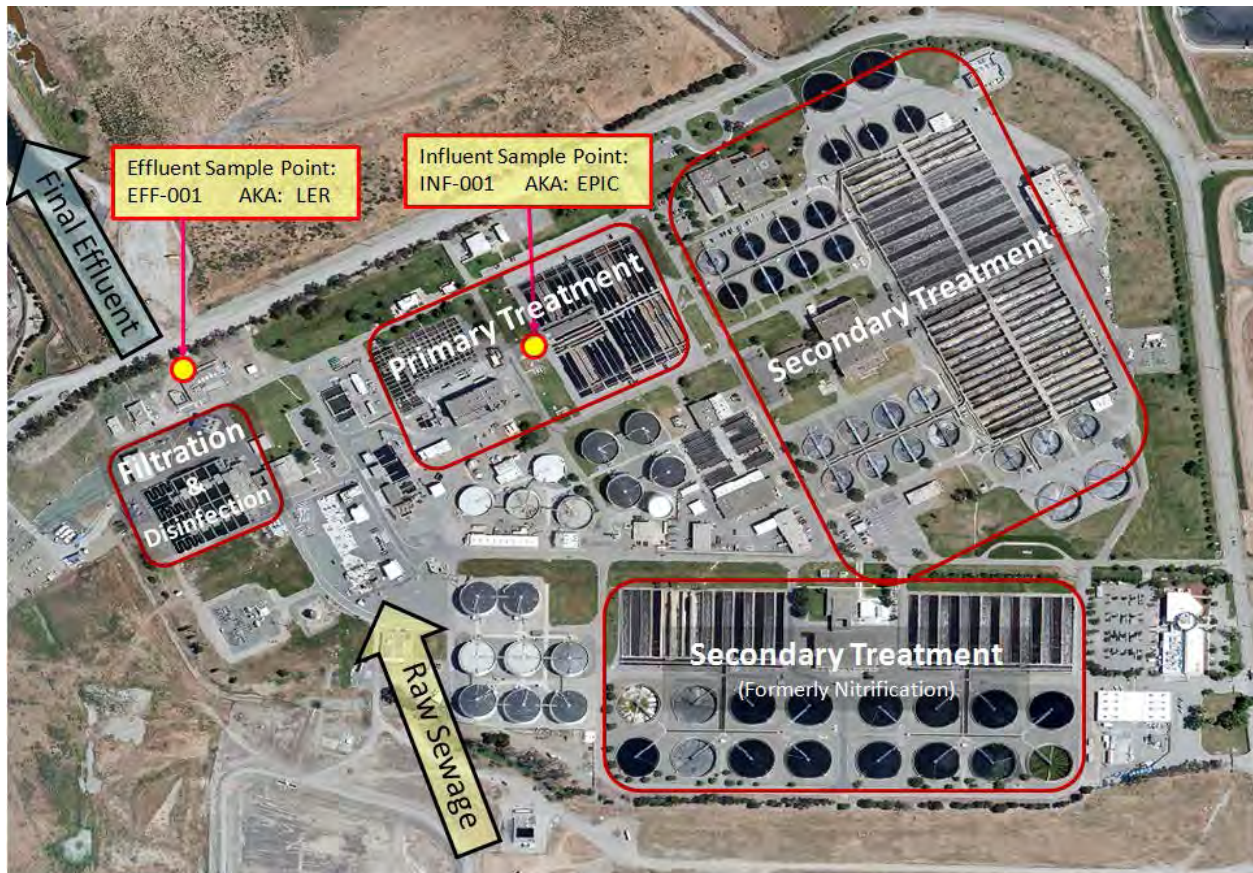 Effluent Sample Point:
EFF-001 AKA: LER
Influent Sample Point:
INF-001 AKA: EPIC
Final Effluent
Primary Treatment
Secondary Treatment
Filtration
&
Disinfection
Raw Sewage
Secondary Treatment
(Formerly Nitrification)